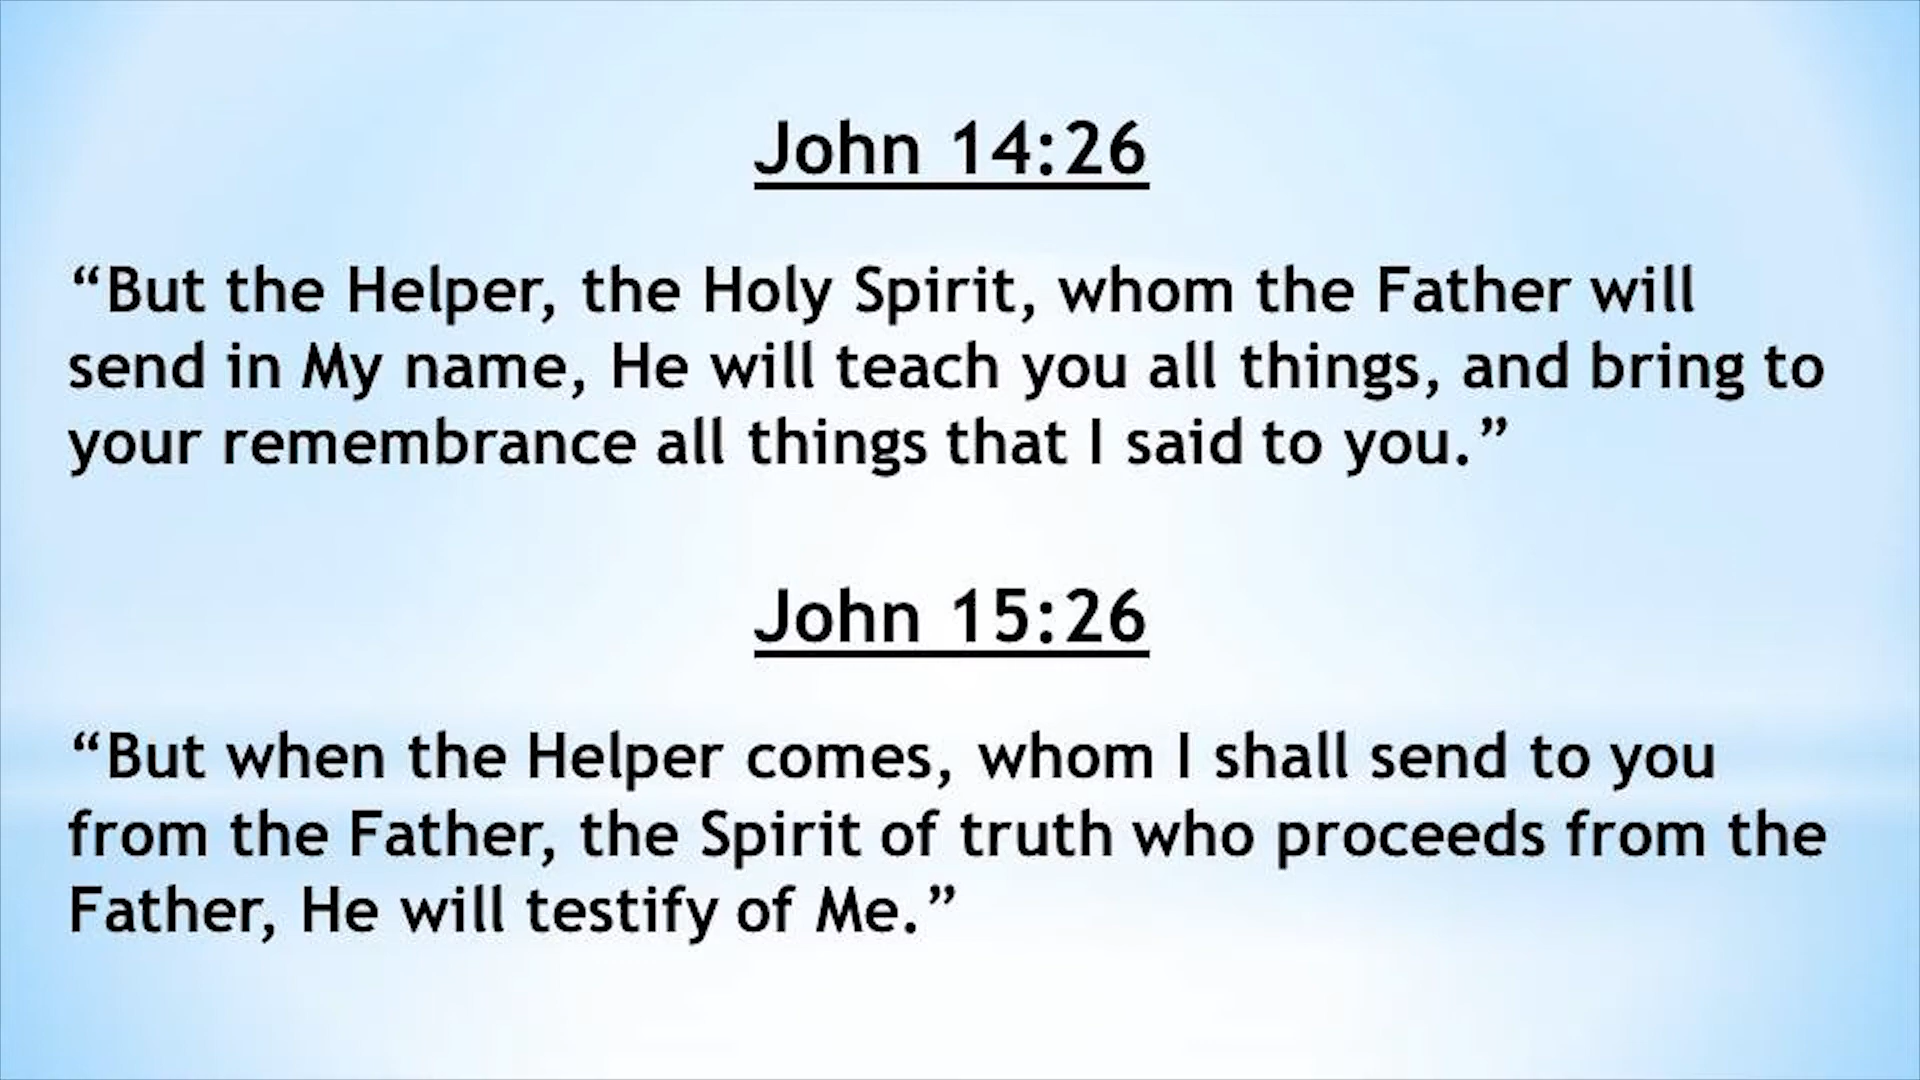 John 14:26
“But the Helper, the Holy Spirit, whom the Father will
send in My name, He will teach you all things, and bring to
your remembrance all things that I said to you.”
John 15:26
“But when the Helper comes, whom I shall send to you
from the Father, the Spirit of truth who proceeds from the
Father, He will testify of Me.”